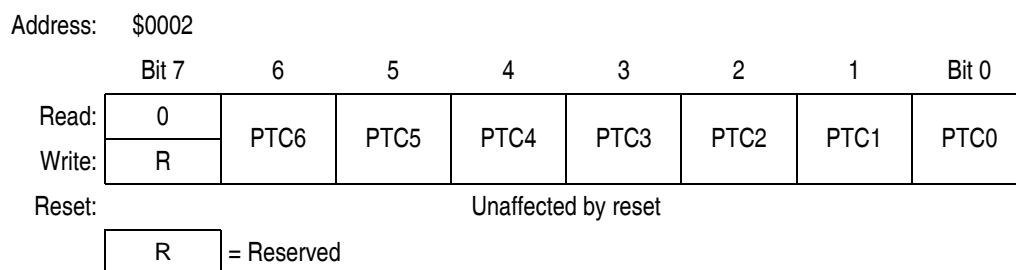 Address: $0002
Bit 7 6 5 4 3 2 1 Bit 0
Read: 0 PTC6 PTC5 PTC4 PTC3 PTC2 PTC1 PTC0
Write: R
Reset: Unaffected by reset
R = Reserved